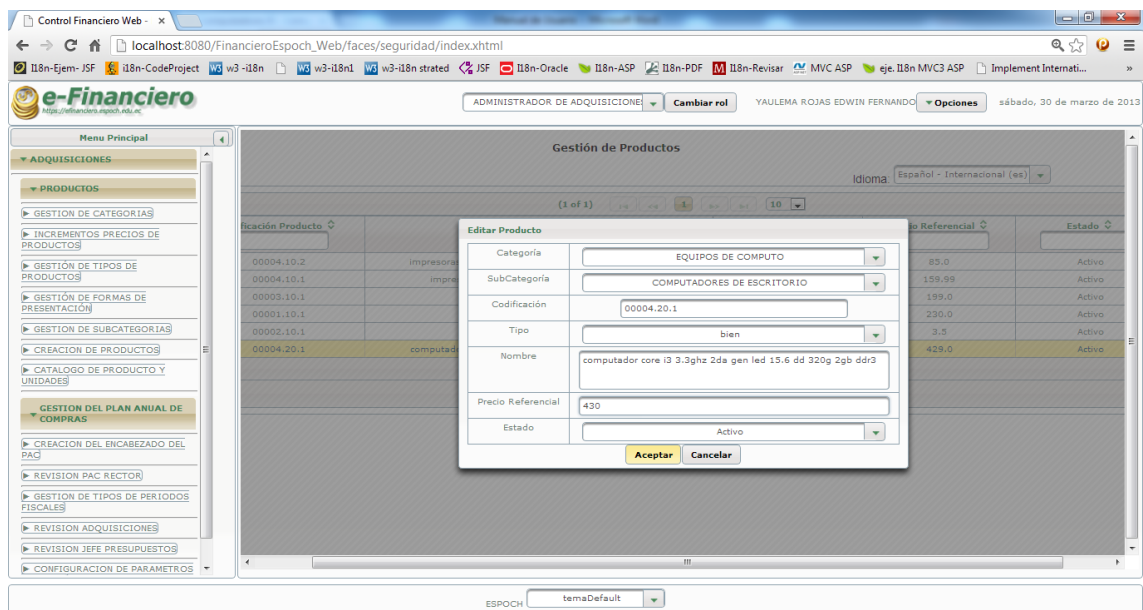 Control Financiero Web -
localhost:8080/FinancieroEspoch_Web/faces/seguridad/index.xhtml
I18n-Ejem- JSF i18n-CodeProject w3 -i18n w3-i18n1 w3-i18n strated JSF I18n-Oracle I18n-ASP I18n-PDF I18n-Revisar MVC ASP eje. I18n MVC3 ASP Implement Internati... »
e-Financiero
https://efinanciero.espoch.edu.ec
ADMINISTRADOR DE ADQUISICIONE: Cambiar rol YAULEMA ROJAS EDWIN FERNANDO Opciones sábado, 30 de marzo de 2013
Menu Principal
ADQUISICIONES
PRODUCTOS
GESTION DE CATEGORIAS
INCREMENTOS PRECIOS DE
PRODUCTOS
GESTIÓN DE TIPOS DE
PRODUCTOS
GESTIÓN DE FORMAS DE
PRESENTACIÓN
GESTION DE SUBCATEGORIAS
CREACION DE PRODUCTOS
CATALOGO DE PRODUCTO Y
UNIDADES
GESTION DEL PLAN ANUAL DE
COMPRAS
CREACION DEL ENCABEZADO DEL
PAC
REVISION PAC RECTOR
GESTION DE TIPOS DE PERIODOS
FISCALES
REVISION ADQUISICIONES
REVISION JEFE PRESUPUESTOS
CONFIGURACION DE PARAMETROS
Gestión de Productos
Idioma: Español - Internacional (es)
(1 of 1) 1 10
ificación Producto io Referencial Estado
00004.10.2 impresoras 85.0 Activo
00004.10.1 impre 159.99 Activo
00003.10.1 199.0 Activo
00001.10.1 230.0 Activo
00002.10.1 3.5 Activo
00004.20.1 computad 429.0 Activo
Editar Producto
Categoría EQUIPOS DE COMPUTO
SubCategoría COMPUTADORES DE ESCRITORIO
Codificación 00004.20.1
Tipo bien
Nombre computador core i3 3.3ghz 2da gen led 15.6 dd 320g 2gb ddr3
Precio Referencial 430
Estado Activo
Aceptar Cancelar
ESPOCH temaDefault